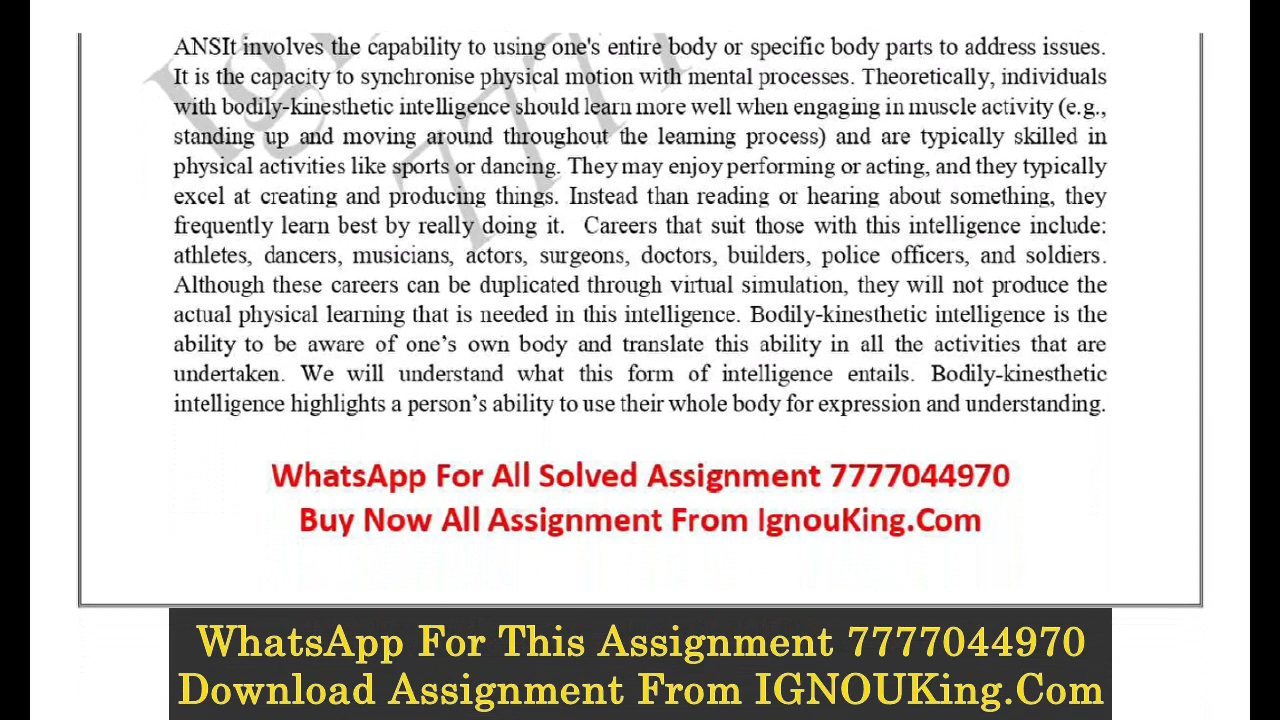 ANSIt involves the capability to using one's entire body or specific body parts to address issues.
It is the capacity to synchronise physical motion with mental processes. Theoretically, individuals
with bodily-kinesthetic intelligence should learn more well when engaging in muscle activity (e.g.,
standing up and moving around throughout the learning process) and are typically skilled in
physical activities like sports or dancing. They may enjoy performing or acting, and they typically
excel at creating and producing things. Instead than reading or hearing about something, they
frequently learn best by really doing it.  Careers that suit those with this intelligence include:
athletes, dancers, musicians, actors, surgeons, doctors, builders, police officers, and soldiers.
Although these careers can be duplicated through virtual simulation, they will not produce the
actual physical learning that is needed in this intelligence. Bodily-kinesthetic intelligence is the
ability to be aware of one’s own body and translate this ability in all the activities that are
undertaken. We will understand what this form of intelligence entails. Bodily-kinesthetic
intelligence highlights a person’s ability to use their whole body for expression and understanding.
WhatsApp For All Solved Assignment 7777044970
Buy Now All Assignment From IgnouKing.Com
WhatsApp For This Assignment 7777044970
Download Assignment From IGNOUKing.Com